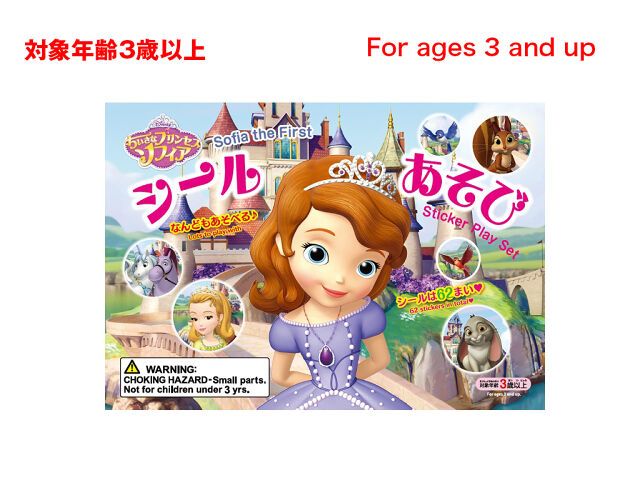 対象年齢3歳以上
For ages 3 and up
Disney
ちいさなプリンセス
ソフィア
Sofia the First
シールあそび
Sticker Play Set
なんどもあそべる♪
Lots to play with
シールは62まい♥
62 stickers in total♥
WARNING:
CHOKING HAZARD-Small parts.
Not for children under 3 yrs.
対象年齢 3歳以上
For ages 3 and up.